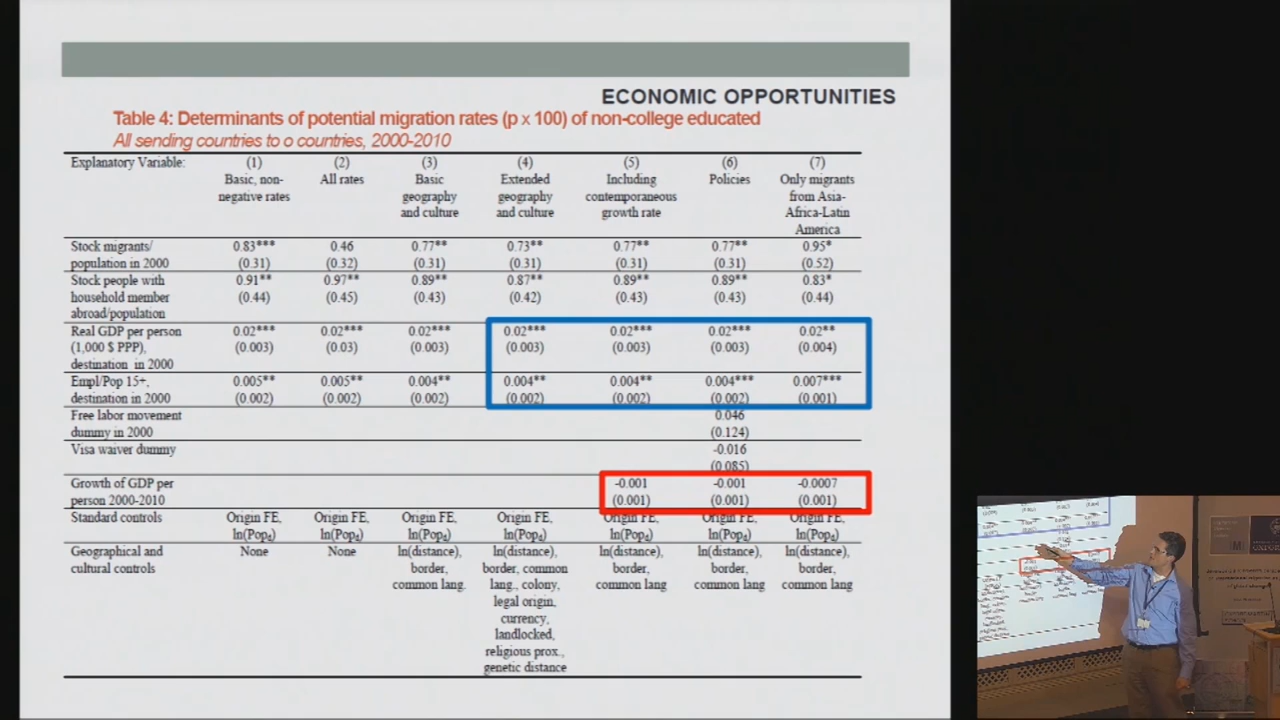 ECONOMIC OPPORTUNITIES
Table 4: Determinants of potential migration rates (p x 100) of non-college educated
All sending countries to o countries, 2000-2010
Explanatory Variable: (1) (2) (3) (4) (5) (6) (7)
Basic, non- All rates Basic Extended Including Policies Only migrants
negative rates geography geography contemporaneous from Asia-
and culture and culture growth rate Africa-Latin
America
Stock migrants/ 0.83*** 0.46 0.77** 0.73** 0.77** 0.77** 0.95*
population in 2000 (0.31) (0.32) (0.31) (0.31) (0.31) (0.31) (0.52)
Stock people with 0.91** 0.97** 0.89** 0.87** 0.89** 0.89** 0.83*
household member (0.44) (0.45) (0.43) (0.42) (0.43) (0.43) (0.44)
abroad/population
Real GDP per person 0.02*** 0.02*** 0.02*** 0.02*** 0.02*** 0.02*** 0.02**
(1,000 $ PPP), (0.003) (0.03) (0.003) (0.003) (0.003) (0.003) (0.004)
destination in 2000
Empl/Pop 15+, 0.005** 0.005** 0.004** 0.004** 0.004** 0.004*** 0.007***
destination in 2000 (0.002) (0.002) (0.002) (0.002) (0.002) (0.002) (0.001)
Free labor movement 0.046
dummy in 2000 (0.124)
Visa waiver dummy -0.016
(0.085)
Growth of GDP per -0.001 -0.001 -0.0007
person 2000-2010 (0.001) (0.001) (0.001)
Standard controls Origin FE, Origin FE, Origin FE, Origin FE, Origin FE, Origin FE, Origin FE,
ln(Popd) ln(Popd) ln(Popd) ln(Popd) ln(Popd) ln(Popd) ln(Popd)
Geographical and None None ln(distance), ln(distance), ln(distance), ln(distance), ln(distance),
cultural controls border, border, common border, border, border,
common lang. lang., colony, common lang common lang common lang
legal origin,
currency,
landlocked,
religious prox.,
genetic distance
OXFORD